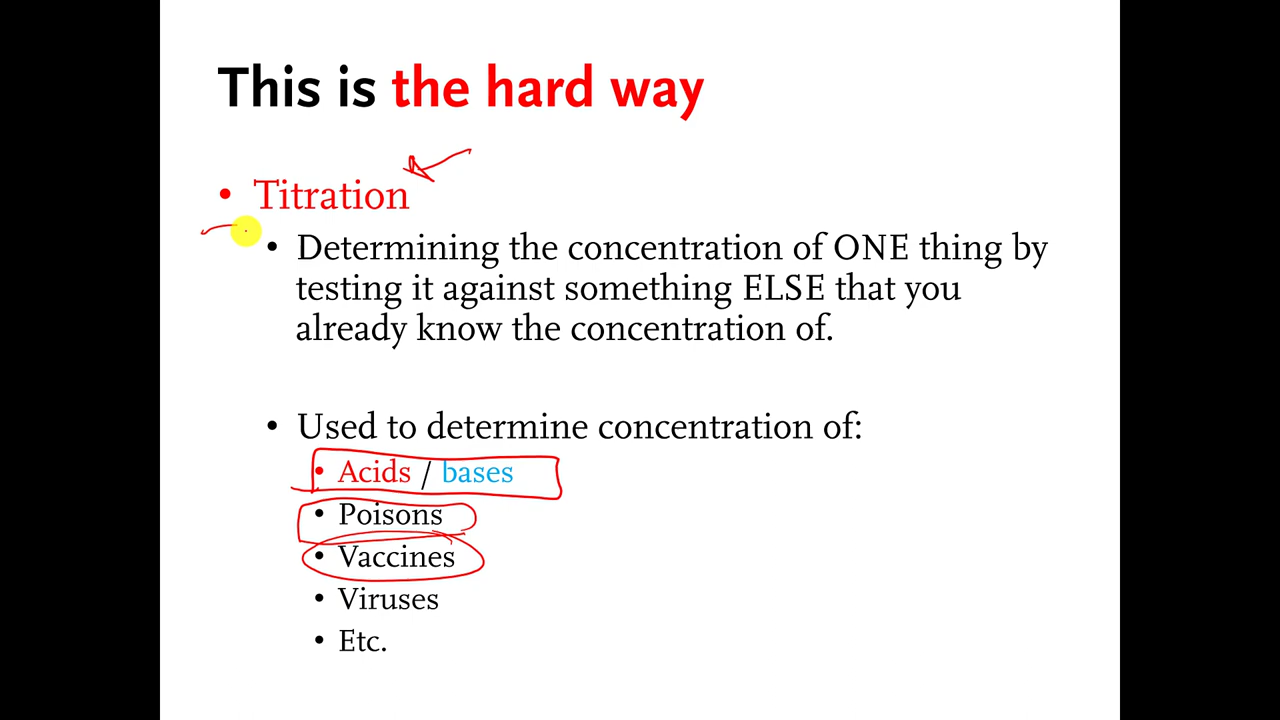 This is the hard way
• Titration
• Determining the concentration of ONE thing by
testing it against something ELSE that you
already know the concentration of.
• Used to determine concentration of:
• Acids / bases
• Poisons
• Vaccines
• Viruses
• Etc.